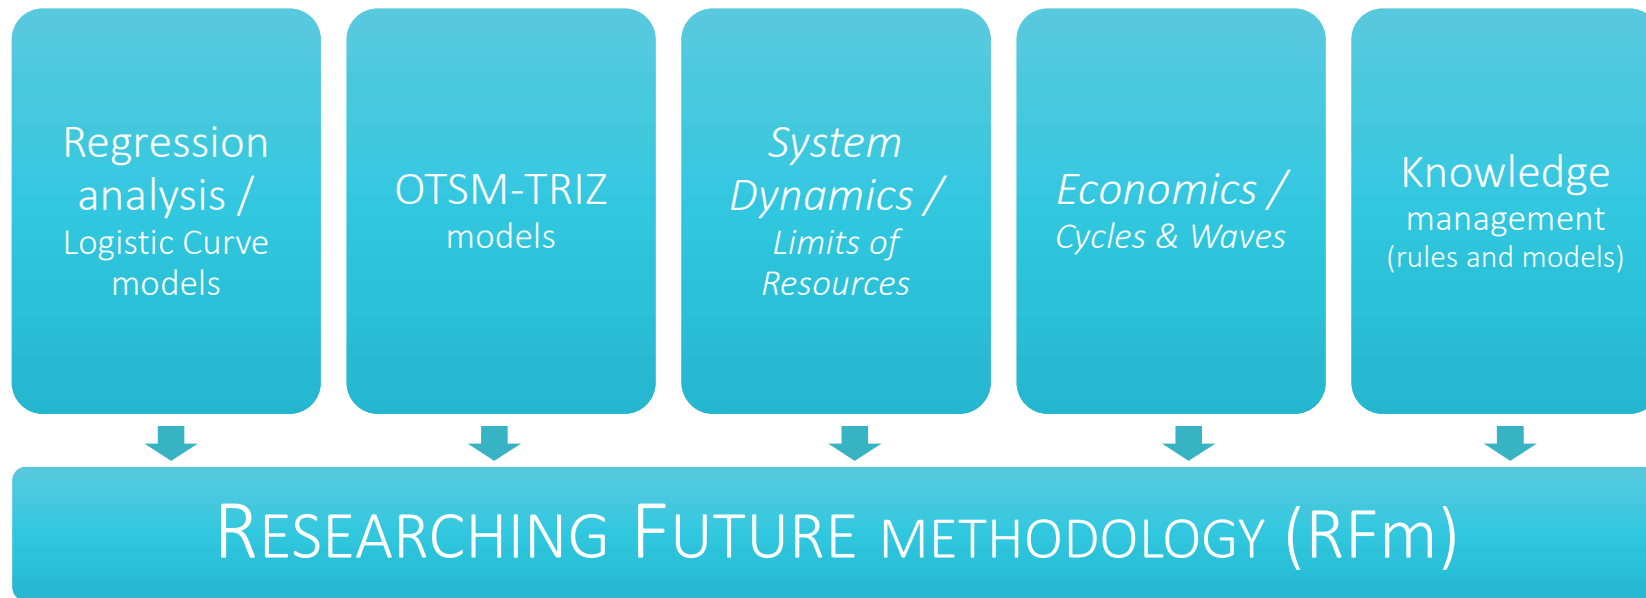 Regression
analysis /
Logistic Curve
models
OTSM-TRIZ
models
System
Dynamics /
Limits of
Resources
Economics /
Cycles & Waves
Knowledge
management
(rules and models)
RESEARCHING FUTURE METHODOLOGY (RFm)